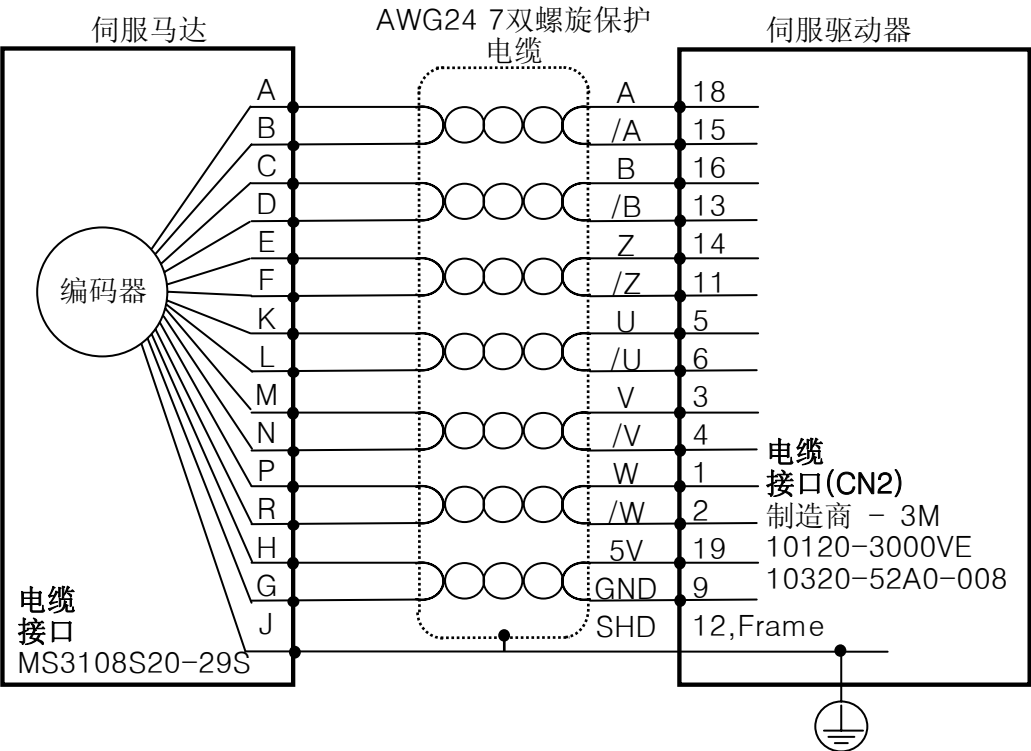 伺服马达
AWG24 7双螺旋保护
电缆
伺服驱动器
A A 18
B /A 15
C B 16
D /B 13
E Z 14
F /Z 11
K U 5
L /U 6
M V 3
N /V 4
P W 1
R /W 2
H 5V 19
G GND 9
J SHD 12,Frame
编码器
电缆
接口
MS3108S20-29S
电缆
接口(CN2)
制造商 - 3M
10120-3000VE
10320-52A0-008